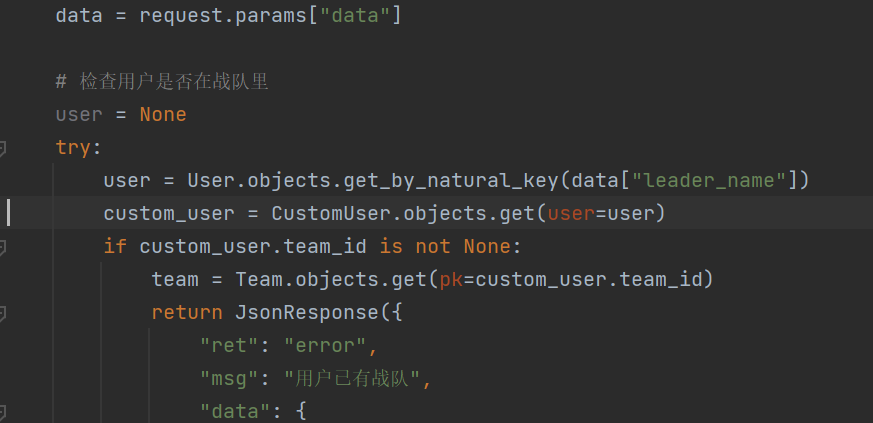 data = request.params["data"]
# 检查用户是否在战队里
user = None
try:
user = User.objects.get_by_natural_key(data["leader_name"])
custom_user = CustomUser.objects.get(user=user)
if custom_user.team_id is not None:
team = Team.objects.get(pk=custom_user.team_id)
return JsonResponse({
"ret": "error",
"msg": "用户已有战队",
"data": {